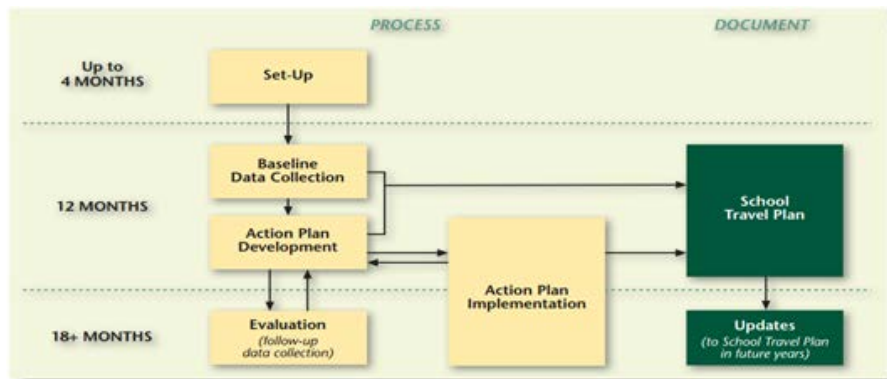 PROCESS
DOCUMENT
Up to
4 MONTHS
Set-Up
12 MONTHS
Baseline
Data Collection
Action Plan
Development
School
Travel Plan
Action Plan
Implementation
18+ MONTHS
Evaluation
(follow-up
data collection)
Updates
(to School Travel Plan
in future years)